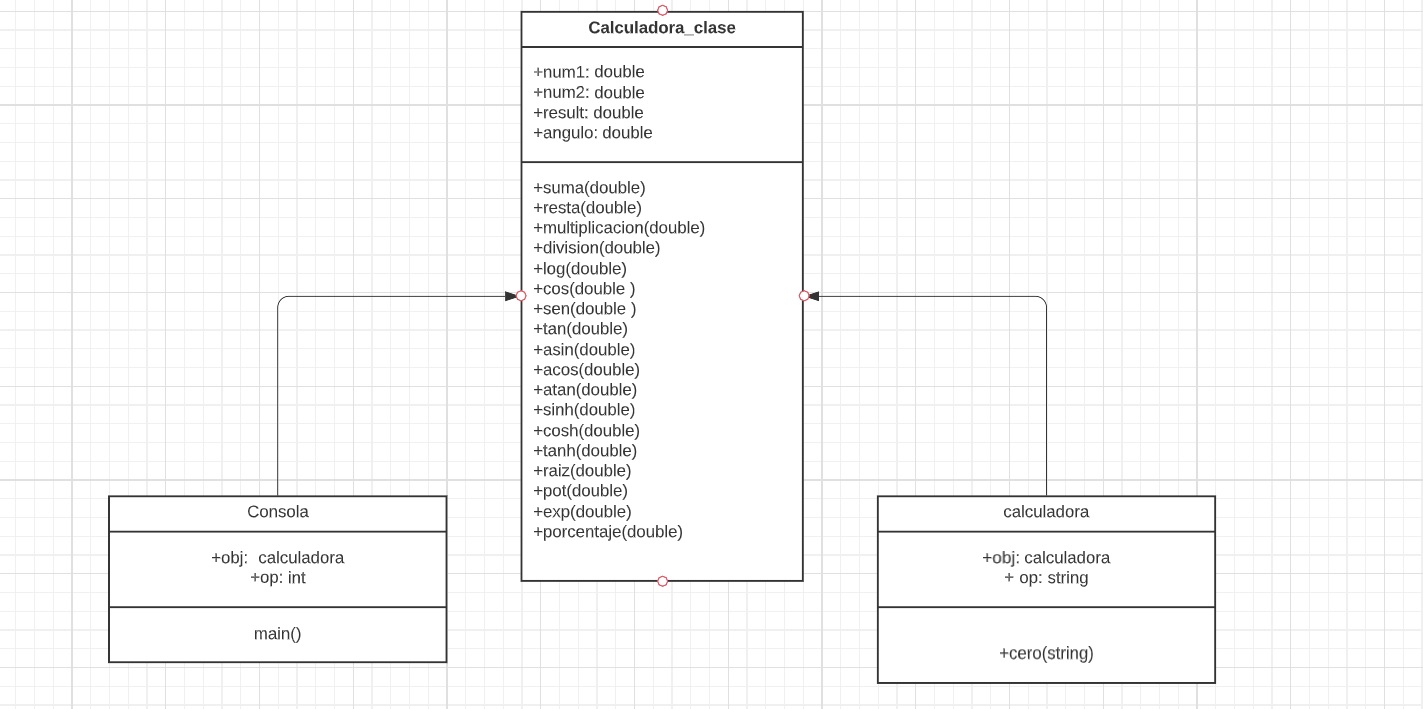 Calculadora_clase
+num1: double
+num2: double
+result: double
+angulo: double
+suma(double)
+resta(double)
+multiplicacion(double)
+division(double)
+log(double)
+cos(double )
+sen(double )
+tan(double)
+asin(double)
+acos(double)
+atan(double)
+sinh(double)
+cosh(double)
+tanh(double)
+raiz(double)
+pot(double)
+exp(double)
+porcentaje(double)
Consola
+obj:  calculadora
+op: int
main()
calculadora
+obj: calculadora
+ op: string
+cero(string)